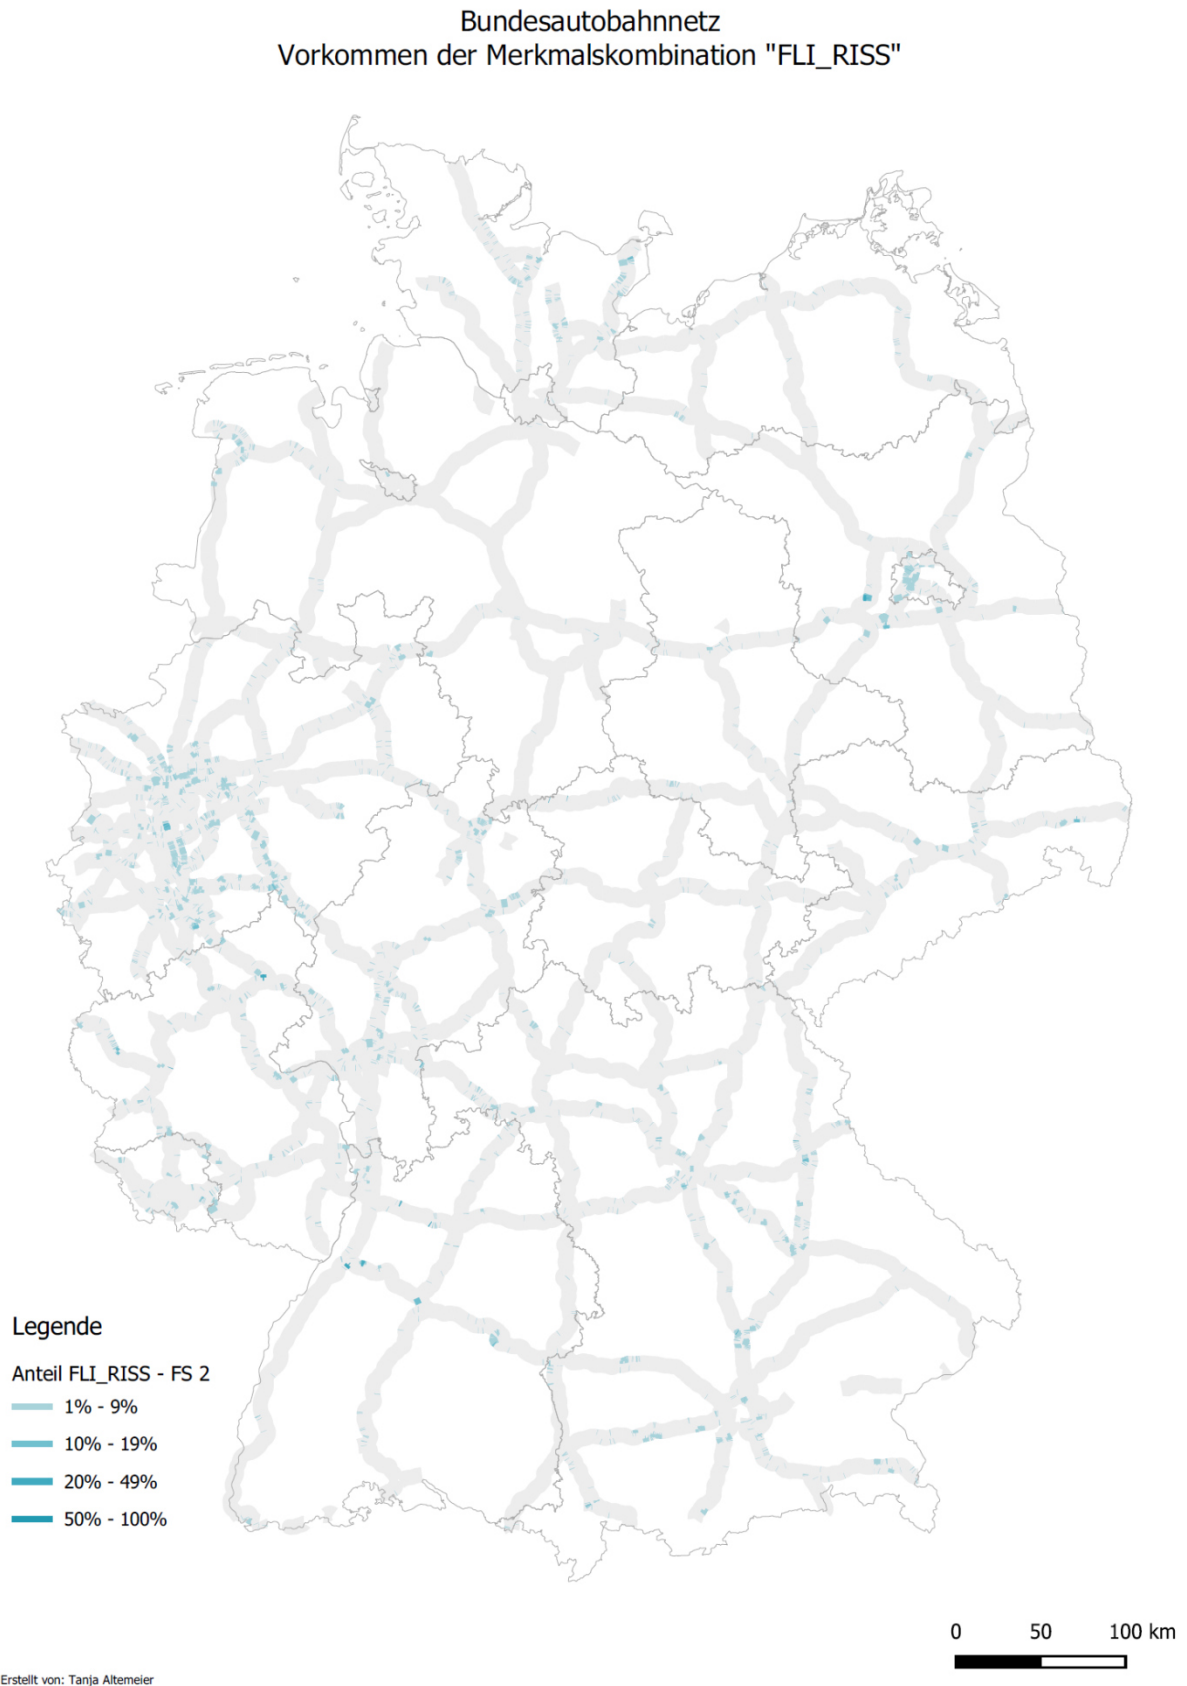 Bundesautobahnnetz
Vorkommen der Merkmalskombination "FLI_RISS"
Legende
Anteil FLI_RISS - FS 2
1% - 9%
10% - 19%
20% - 49%
50% - 100%
0 50 100 km
Erstellt von: Tanja Altemeier